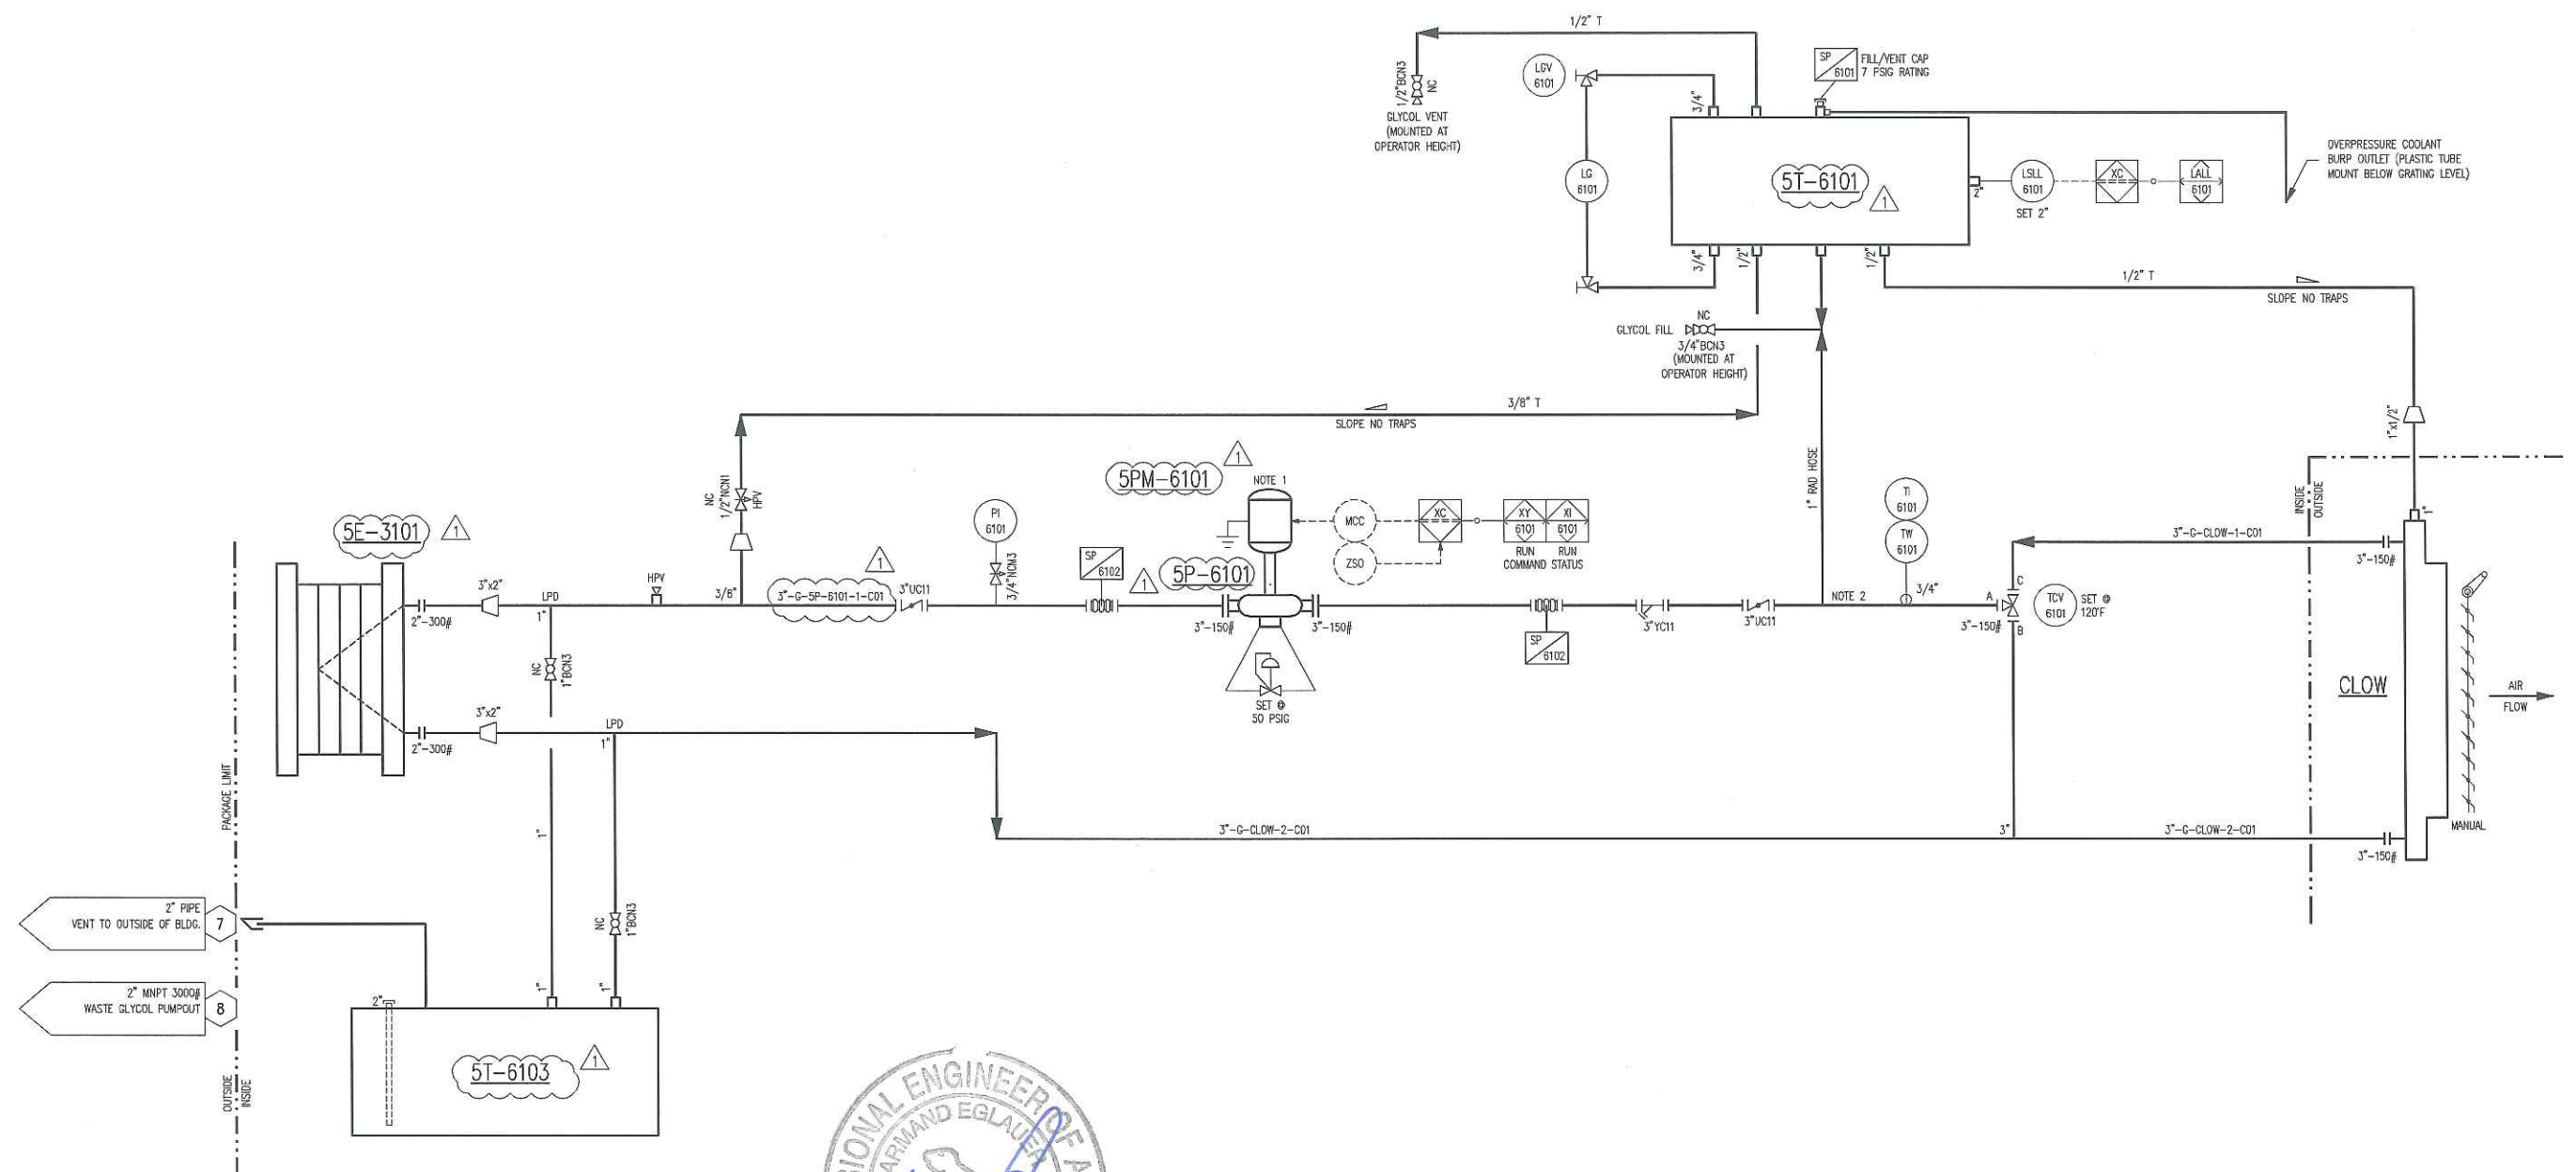 1/2" T
1/2"BCN3
NC
GLYCOL VENT
(MOUNTED AT
OPERATOR HEIGHT)
LGV
6101
3/4"
SP
6101
FILL/VENT CAP
7 PSIG RATING
LG
6101
5T-6101
1
2"
LSLL
6101
SET 2"
XC
LALL
6101
OVERPRESSURE COOLANT
BURP OUTLET (PLASTIC TUBE
MOUNT BELOW GRATING LEVEL)
3/4"
1/2"
1/2"
1/2" T
SLOPE NO TRAPS
GLYCOL FILL
NC
3/4"BCN3
(MOUNTED AT
OPERATOR HEIGHT)
3/8" T
SLOPE NO TRAPS
1"x1/2"
5PM-6101
1
NOTE 1
NC
1/2"NCN1
HPV
PI
6101
MCC
ZSO
XC
XY
6101
XI
6101
RUN
COMMAND
RUN
STATUS
1" RAD HOSE
TI
6101
TW
6101
INSIDE
OUTSIDE
1"
5E-3101
1
3"-G-CLOW-1-C01
3"-150#
3"x2"
2"-300#
LPD
1"
HPV
3/8"
3"-G-5P-6101-1-C01
1
3"UC11
3/4"NCM3
SP
6102
1
5P-6101
3"-150#
3"-150#
SET @
50 PSIG
SP
6102
3"YC11
3"UC11
NOTE 2
3/4"
A
C
B
3"-150#
TCV
6101
SET @
120°F
NC
1"BCN3
CLOW
AIR
FLOW
MANUAL
3"x2"
2"-300#
LPD
1"
PACKAGE LIMIT
1"
3"-G-CLOW-2-C01
3"
3"-G-CLOW-2-C01
3"-150#
2" PIPE
VENT TO OUTSIDE OF BLDG.
7
NC
1"BCN3
2" MNPT 3000#
WASTE GLYCOL PUMPOUT
8
2"
1"
1"
5T-6103
1
OUTSIDE
INSIDE
ENGINEER OF
ARMAND EGLAUER